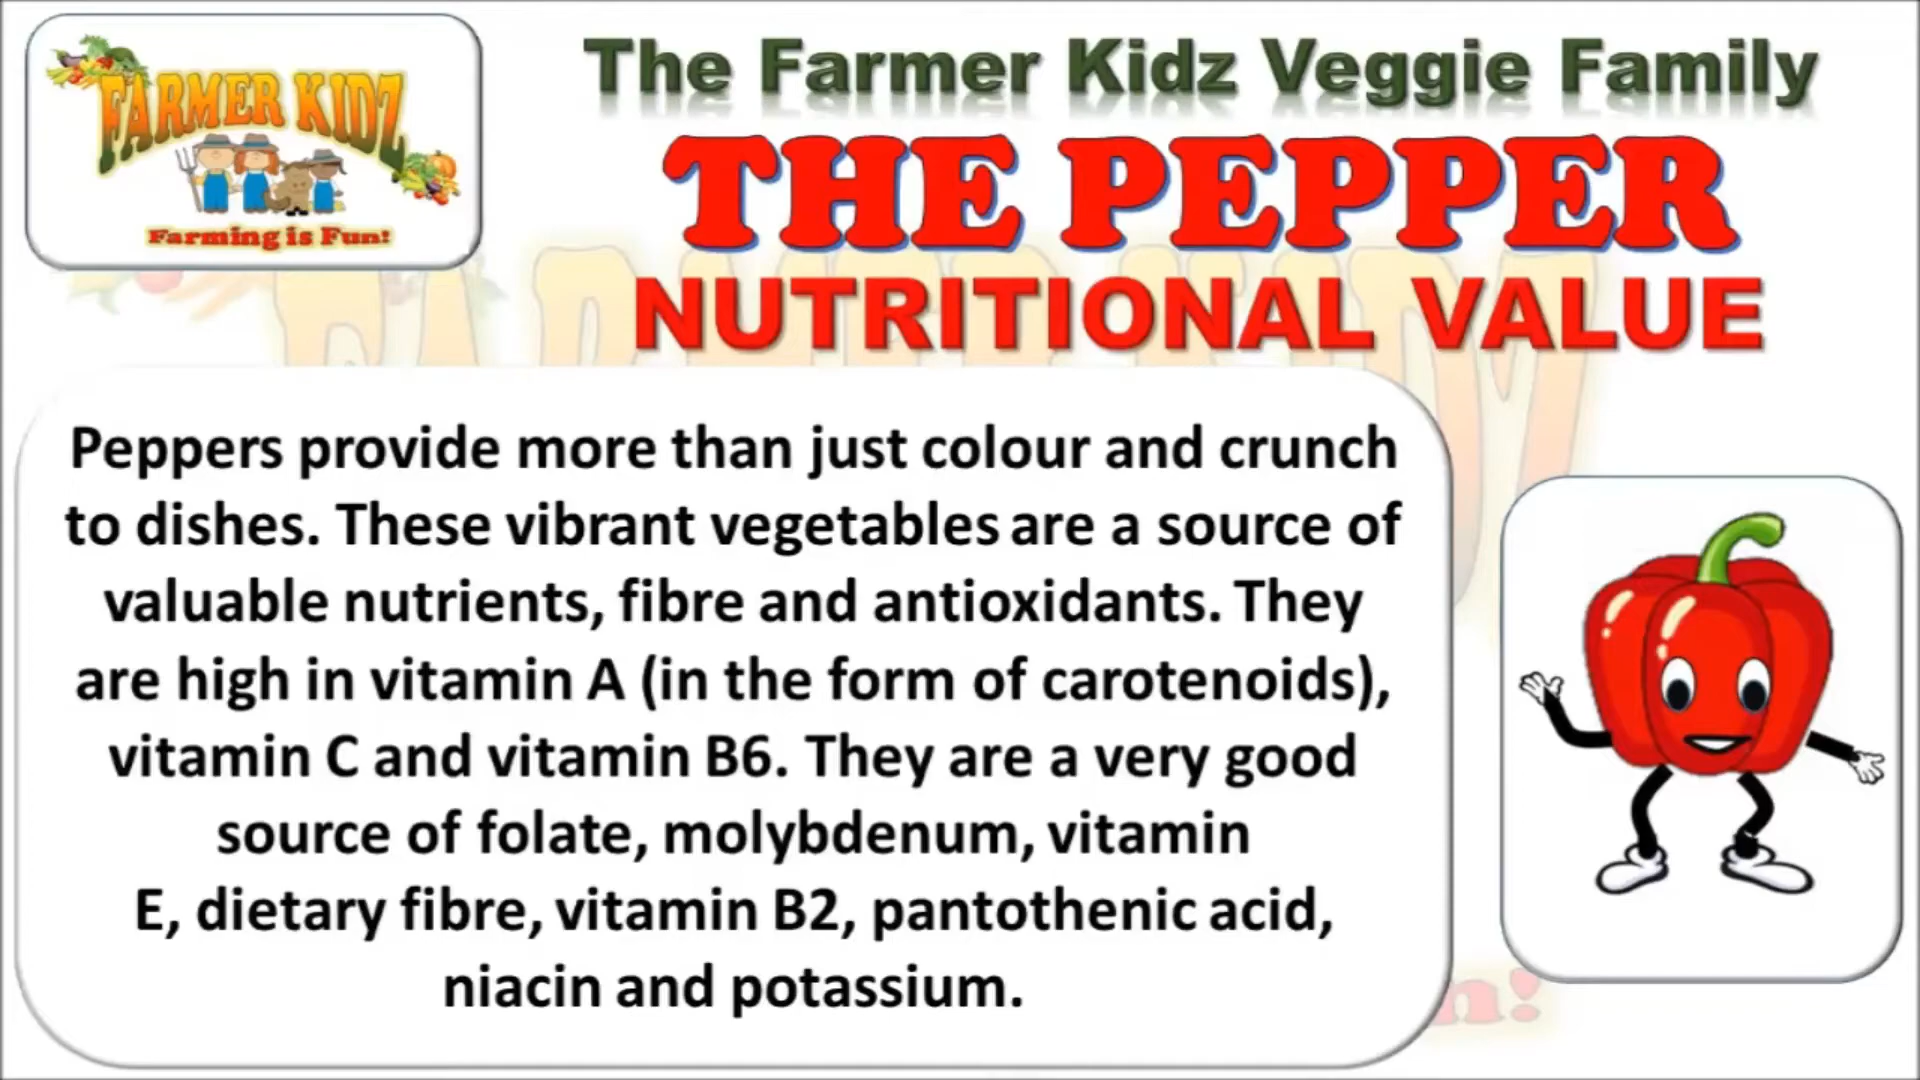 FARMER KIDZ
Farming is Fun!
The Farmer Kidz Veggie Family
THE PEPPER
NUTRITIONAL VALUE
Peppers provide more than just colour and crunch
to dishes. These vibrant vegetables are a source of
valuable nutrients, fibre and antioxidants. They
are high in vitamin A (in the form of carotenoids),
vitamin C and vitamin B6. They are a very good
source of folate, molybdenum, vitamin
E, dietary fibre, vitamin B2, pantothenic acid,
niacin and potassium.